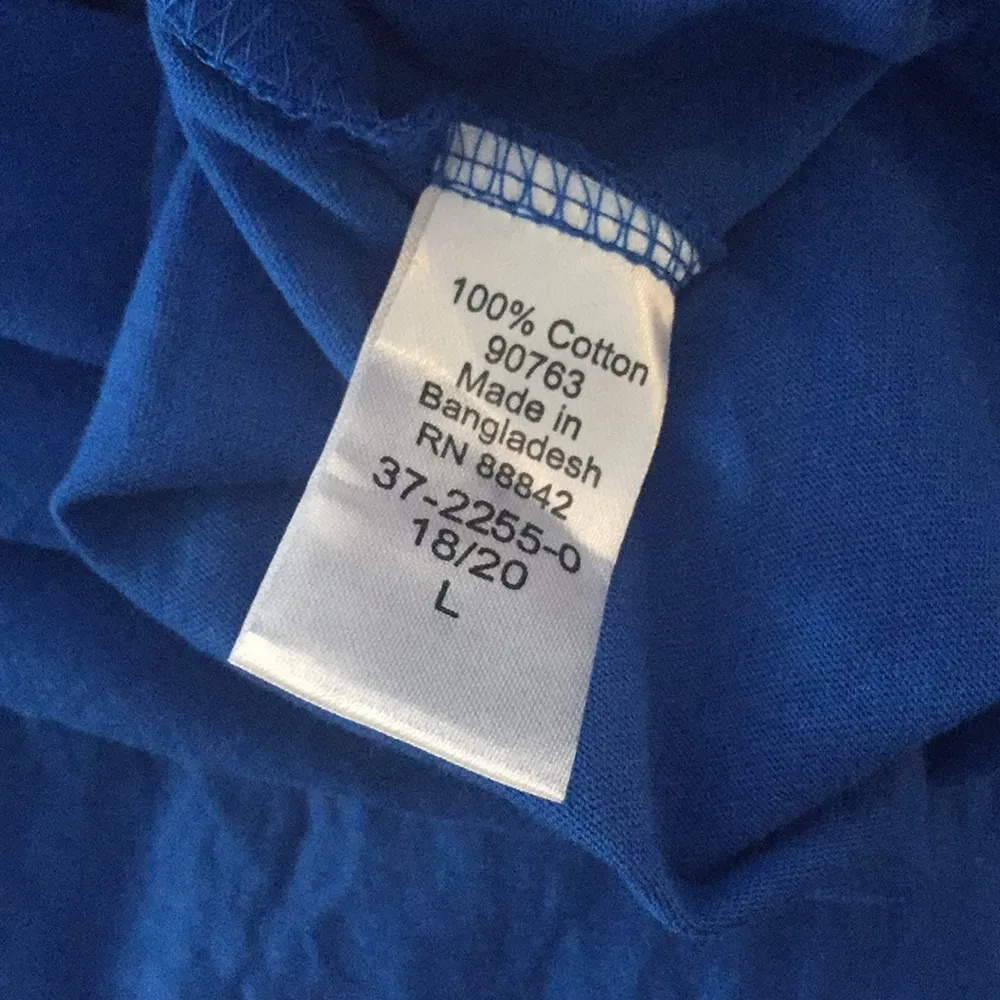 100% Cotton
90763
Made in
Bangladesh
RN 88842
37-2255-0
18/20
L